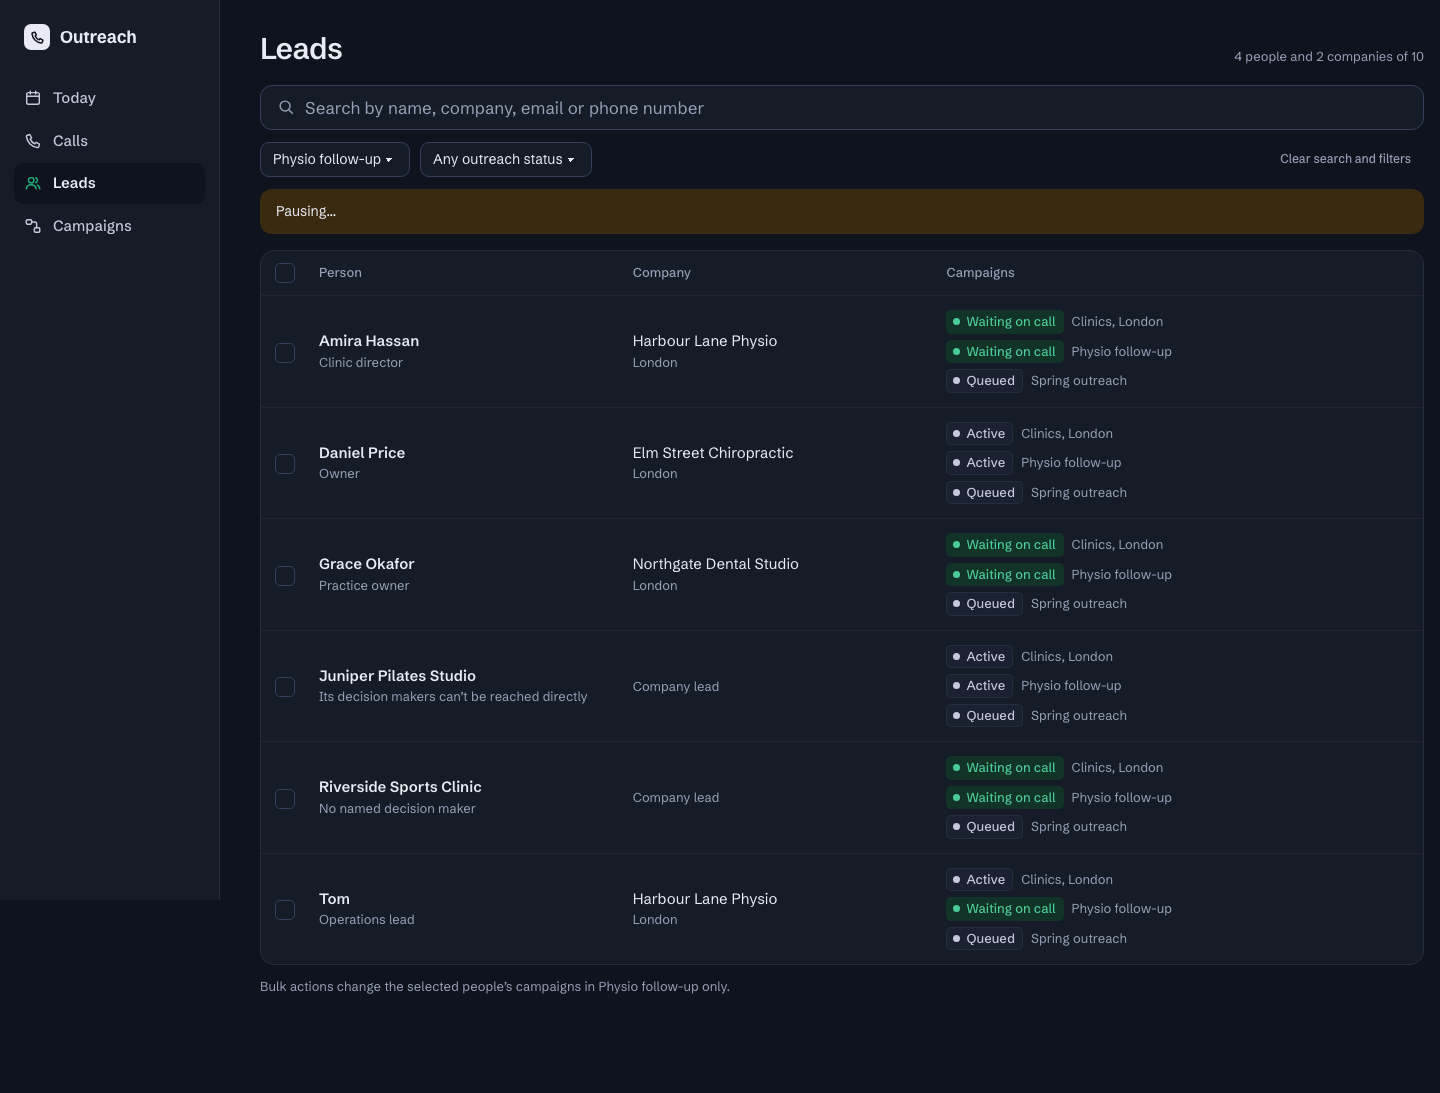 Outreach
Today
Calls
Leads
Campaigns
Leads
4 people and 2 companies of 10
Search by name, company, email or phone number
Physio follow-up
Any outreach status
Clear search and filters
Pausing...
Person Company Campaigns
Amira Hassan
Clinic director
Harbour Lane Physio
London
Waiting on call Clinics, London
Waiting on call Physio follow-up
Queued Spring outreach
Daniel Price
Owner
Elm Street Chiropractic
London
Active Clinics, London
Active Physio follow-up
Queued Spring outreach
Grace Okafor
Practice owner
Northgate Dental Studio
London
Waiting on call Clinics, London
Waiting on call Physio follow-up
Queued Spring outreach
Juniper Pilates Studio
Its decision makers can’t be reached directly
Company lead
Active Clinics, London
Active Physio follow-up
Queued Spring outreach
Riverside Sports Clinic
No named decision maker
Company lead
Waiting on call Clinics, London
Waiting on call Physio follow-up
Queued Spring outreach
Tom
Operations lead
Harbour Lane Physio
London
Active Clinics, London
Waiting on call Physio follow-up
Queued Spring outreach
Bulk actions change the selected people’s campaigns in Physio follow-up only.